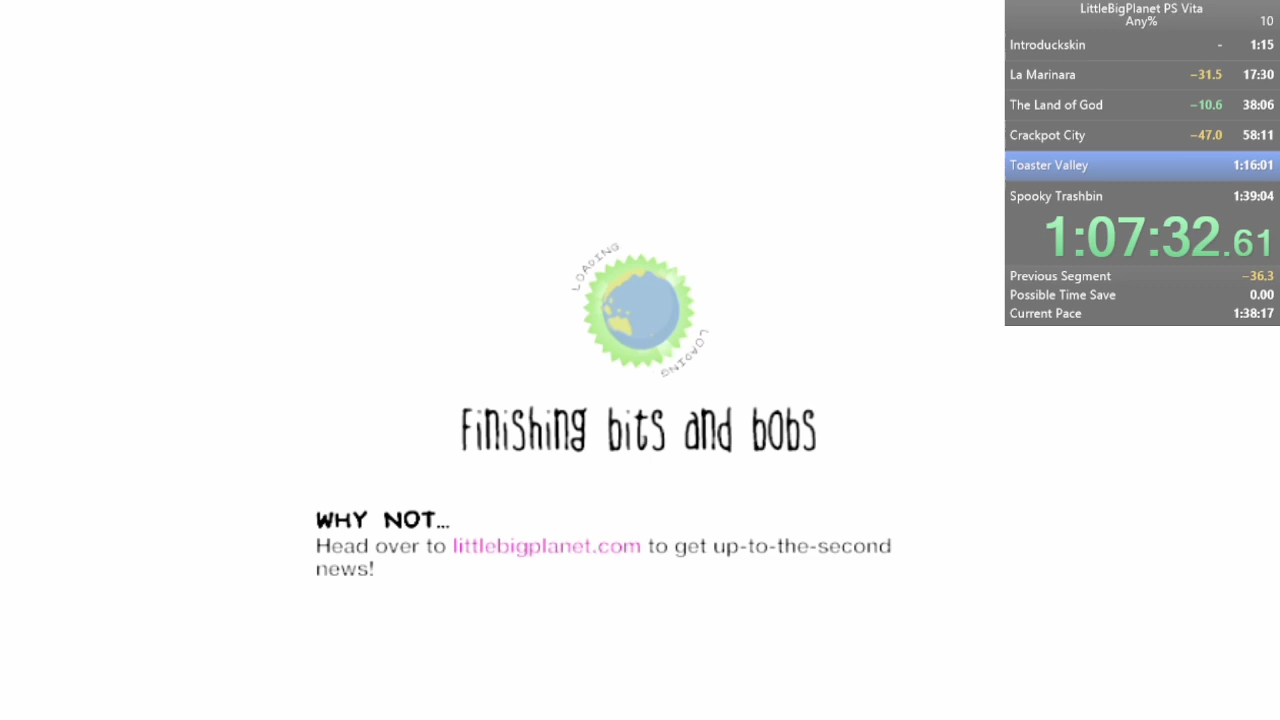 LittleBigPlanet PS Vita
Any% 10
Introduckskin - 1:15
La Marinara −31.5 17:30
The Land of God −10.6 38:06
Crackpot City −47.0 58:11
Toaster Valley 1:16:01
Spooky Trashbin 1:39:04
1:07:32.61
Previous Segment −36.3
Possible Time Save 0.00
Current Pace 1:38:17
LOADING
LOADING
Finishing bits and bobs
WHY NOT...
Head over to littlebigplanet.com to get up-to-the-second
news!